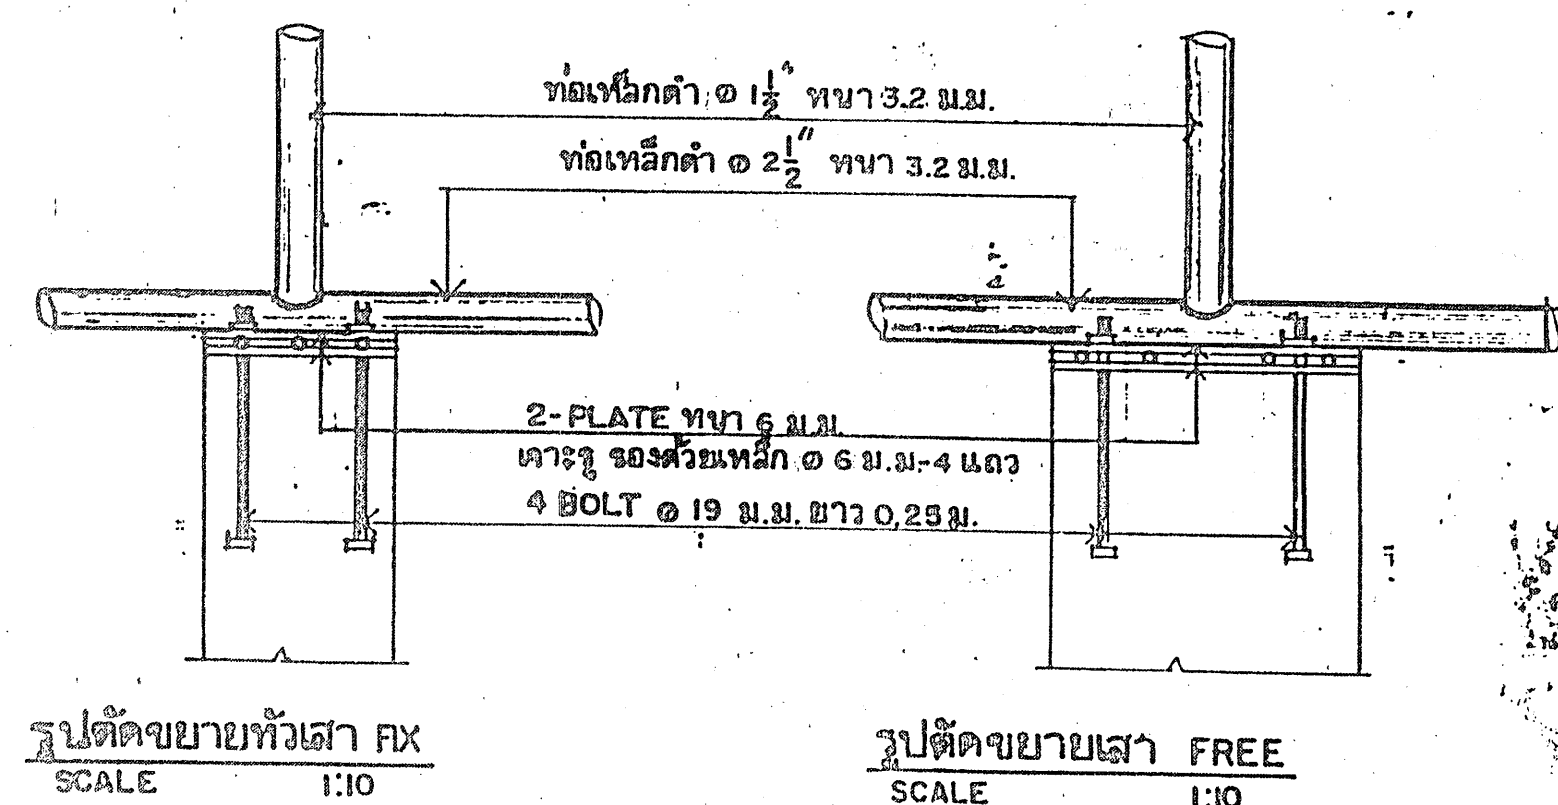 ท่อเหล็กดำ ø 1½" หนา 3.2 ม.ม.
ท่อเหล็กดำ ø 2½" หนา 3.2 ม.ม.
2-PLATE หนา 6 ม.ม.
เจาะรู รองด้วยเหล็ก ø 6 ม.ม.-4 แถว
4 BOLT ø 19 ม.ม. ยาว 0.25 ม.
รูปตัดขยายหัวเสา FIX
SCALE 1:10
รูปตัดขยายเสา FREE
SCALE 1:10